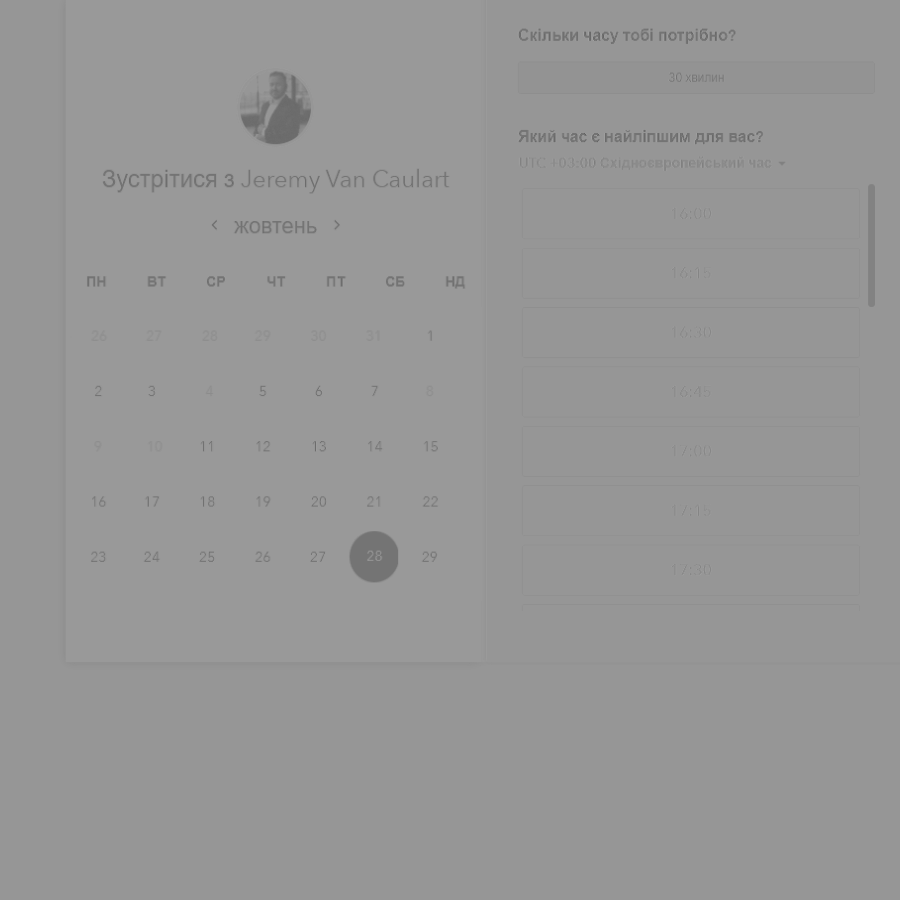 Зустрітися з Jeremy Van Caulart
жовтень
ПН ВТ СР ЧТ ПТ СБ НД
26 27 28 29 30 31 1
2 3 4 5 6 7 8
9 10 11 12 13 14 15
16 17 18 19 20 21 22
23 24 25 26 27 28 29
Скільки часу тобі потрібно?
30 хвилин
Який час є найліпшим для вас?
UTC +03:00 Східноєвропейський час
16:00
16:15
16:30
16:45
17:00
17:15
17:30